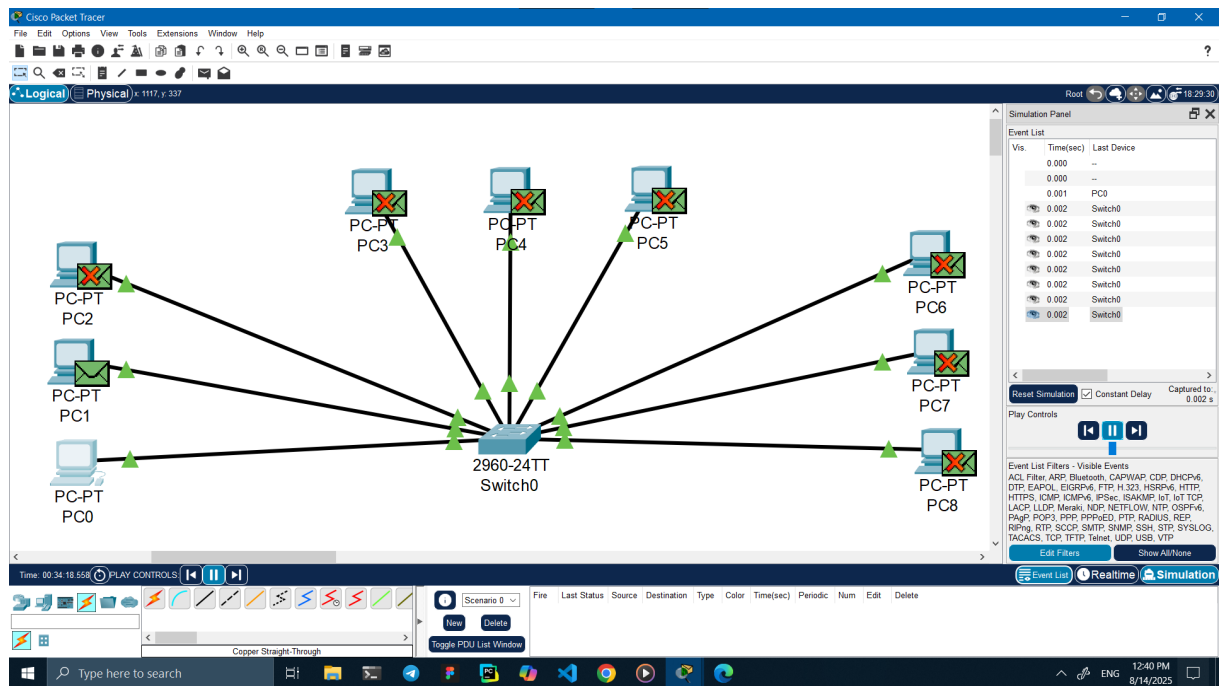 Cisco Packet Tracer
File Edit Options View Tools Extensions Window Help
?
Logical Physical x: 1117, y: 337 Root 18:29:30
Simulation Panel
Event List
Vis. Time(sec) Last Device
0.000 --
0.000 --
0.001 PC0
0.002 Switch0
0.002 Switch0
0.002 Switch0
0.002 Switch0
0.002 Switch0
0.002 Switch0
0.002 Switch0
0.002 Switch0
Reset Simulation Constant Delay Captured to:
0.002 s
Play Controls
Event List Filters - Visible Events
ACL Filter, ARP, Bluetooth, CAPWAP, CDP, DHCPv6,
DTP, EAPOL, EIGRPv6, FTP, H.323, HSRPv6, HTTP,
HTTPS, ICMP, ICMPv6, IPSec, ISAKMP, IoT, IoT TCP,
LACP, LLDP, Meraki, NDP, NETFLOW, NTP, OSPFv6,
PAgP, POP3, PPP, PPPoED, PTP, RADIUS, REP,
RIPng, RTP, SCCP, SMTP, SNMP, SSH, STP, SYSLOG,
TACACS, TCP, TFTP, Telnet, UDP, USB, VTP
Edit Filters Show All/None
PC-PT
PC3
PC-PT
PC4
PC-PT
PC5
PC-PT
PC2
PC-PT
PC6
PC-PT
PC1
PC-PT
PC7
PC-PT
PC0
2960-24TT
Switch0
PC-PT
PC8
Time: 00:34:18.558 PLAY CONTROLS: Event List Realtime Simulation
Scenario 0
New Delete
Toggle PDU List Window
Fire Last Status Source Destination Type Color Time(sec) Periodic Num Edit Delete
Copper Straight-Through
Type here to search
PC
ENG
12:40 PM
8/14/2025